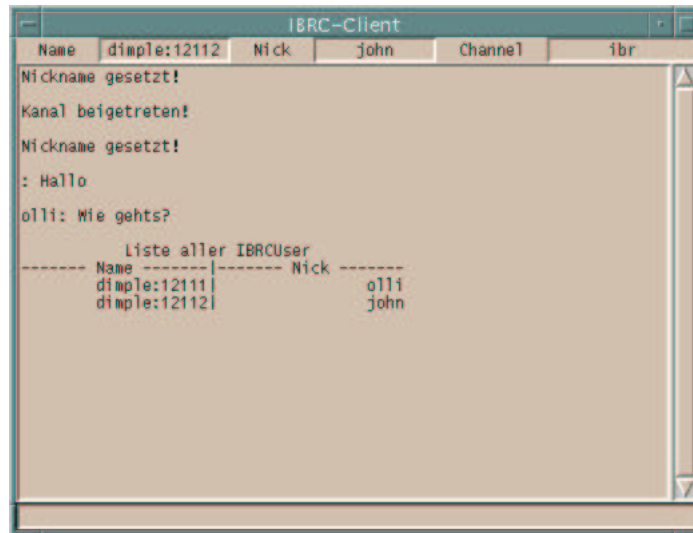 IBRC-Client
Name dimple:12112 Nick john Channel ibr
Nickname gesetzt!
Kanal beigetreten!
Nickname gesetzt!
: Hallo
olli: Wie gehts?
Liste aller IBRCUser
------- Name -------|------- Nick -------
dimple:12111| olli
dimple:12112| john